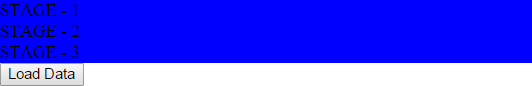 STAGE - 1
STAGE - 2
STAGE - 3
Load Data